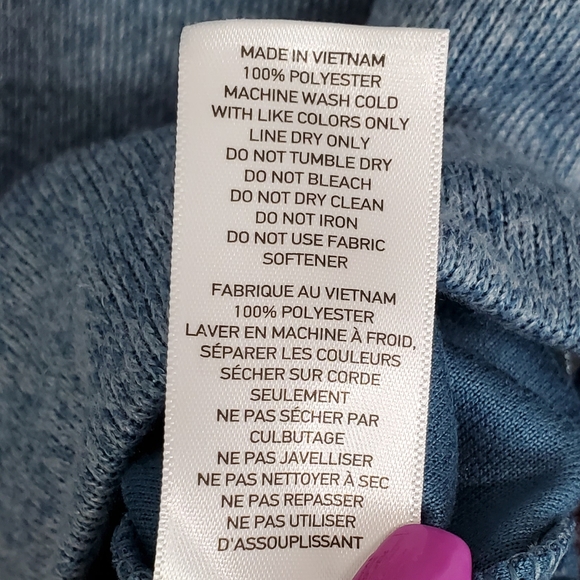 MADE IN VIETNAM
100% POLYESTER
MACHINE WASH COLD
WITH LIKE COLORS ONLY
LINE DRY ONLY
DO NOT TUMBLE DRY
DO NOT BLEACH
DO NOT DRY CLEAN
DO NOT IRON
DO NOT USE FABRIC
SOFTENER
FABRIQUE AU VIETNAM
100% POLYESTER
LAVER EN MACHINE À FROID,
SÉPARER LES COULEURS
SÉCHER SUR CORDE
SEULEMENT
NE PAS SÉCHER PAR
CULBUTAGE
NE PAS JAVELLISER
NE PAS NETTOYER À SEC
NE PAS REPASSER
NE PAS UTILISER
D'ASSOUPLISSANT